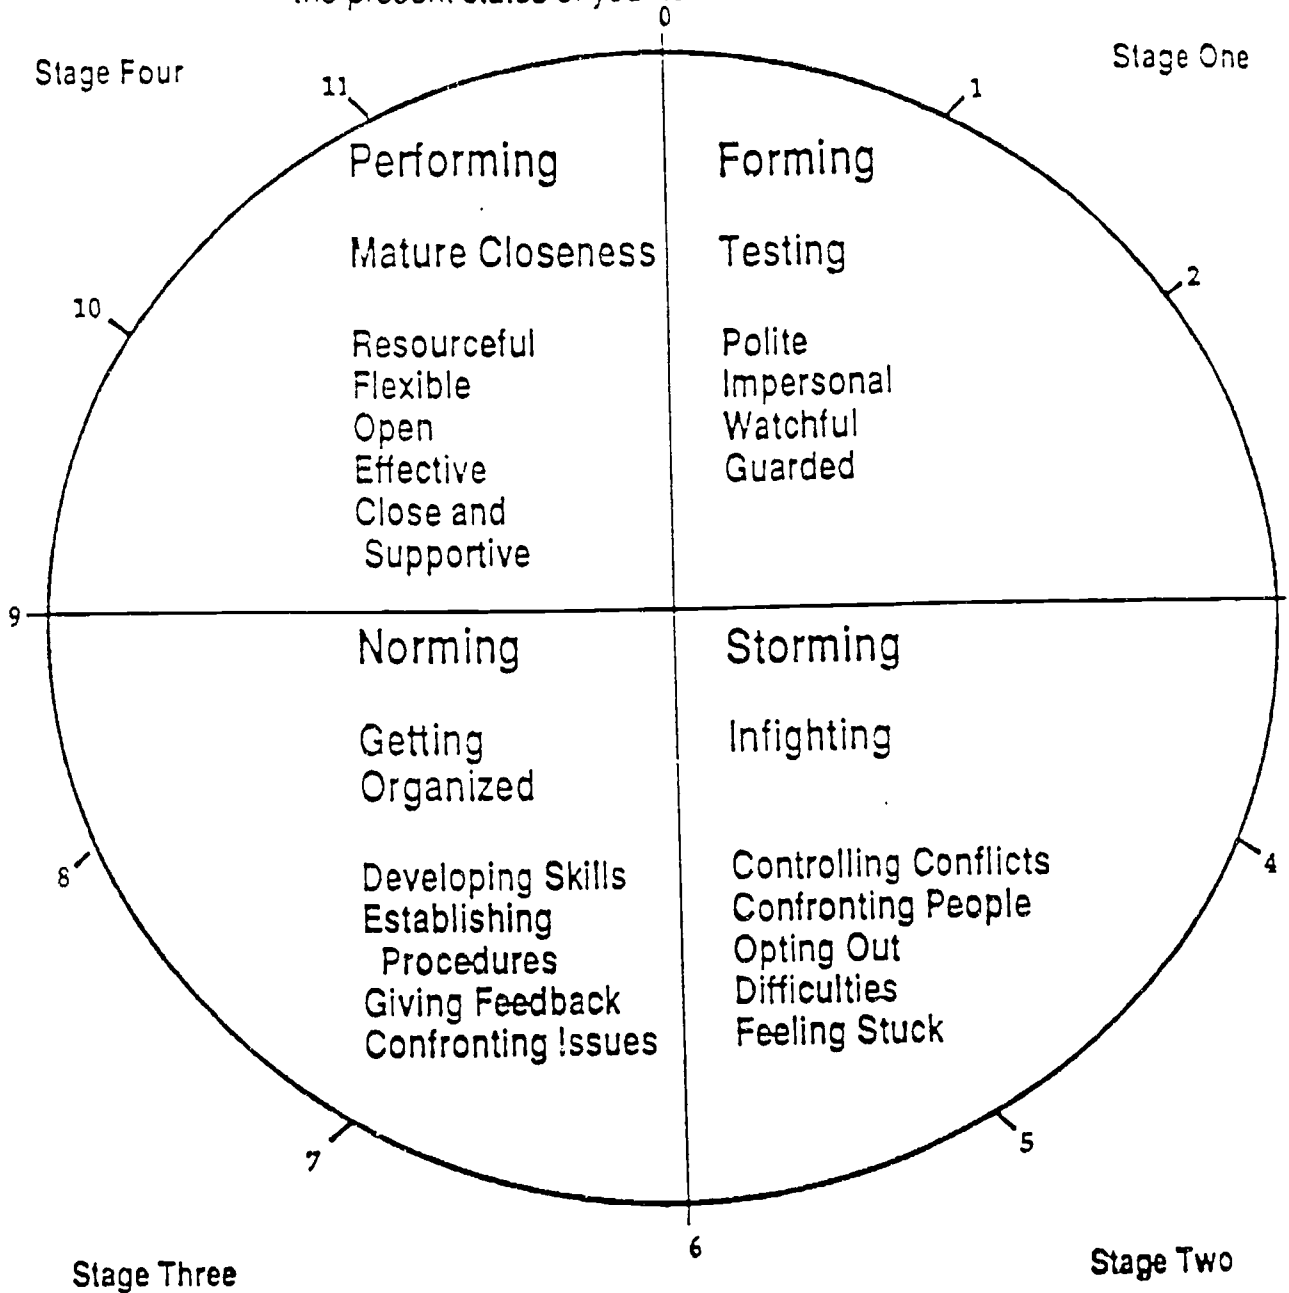 the present
0
Stage Four
Stage One
11
1
Performing
Forming
Mature Closeness
Testing
10
2
Resourceful
Flexible
Open
Effective
Close and
Supportive
Polite
Impersonal
Watchful
Guarded
9
Norming
Storming
Getting
Organized
Infighting
8
4
Developing Skills
Establishing
Procedures
Giving Feedback
Confronting Issues
Controlling Conflicts
Confronting People
Opting Out
Difficulties
Feeling Stuck
7
5
6
Stage Three
Stage Two